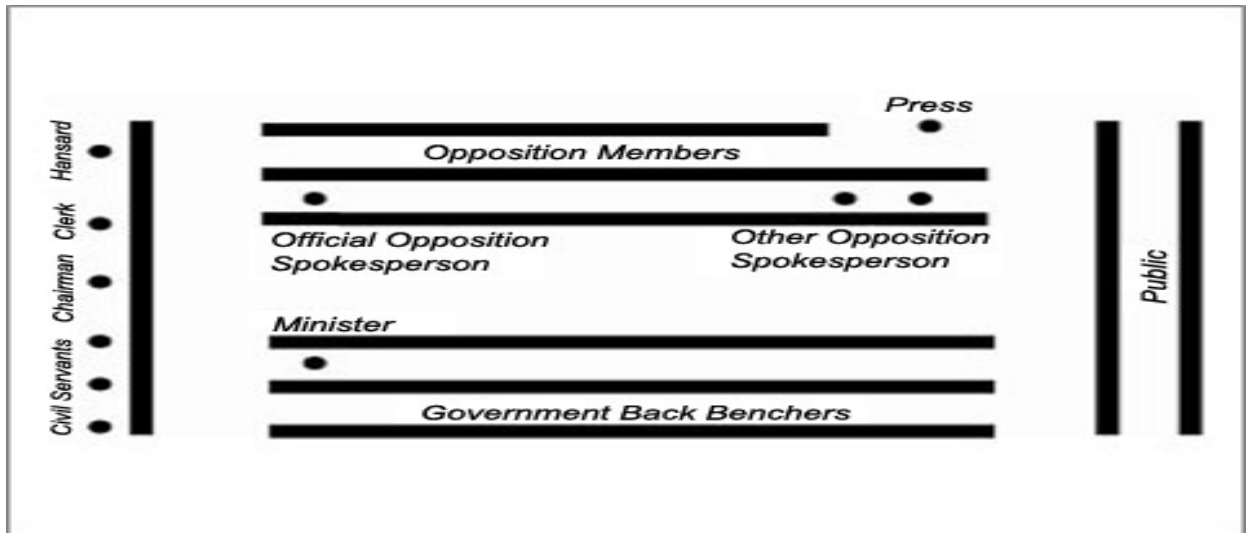 Press
Opposition Members
Official Opposition
Spokesperson
Other Opposition
Spokesperson
Minister
Government Back Benchers
Hansard
Clerk
Chairman
Civil Servants
Public